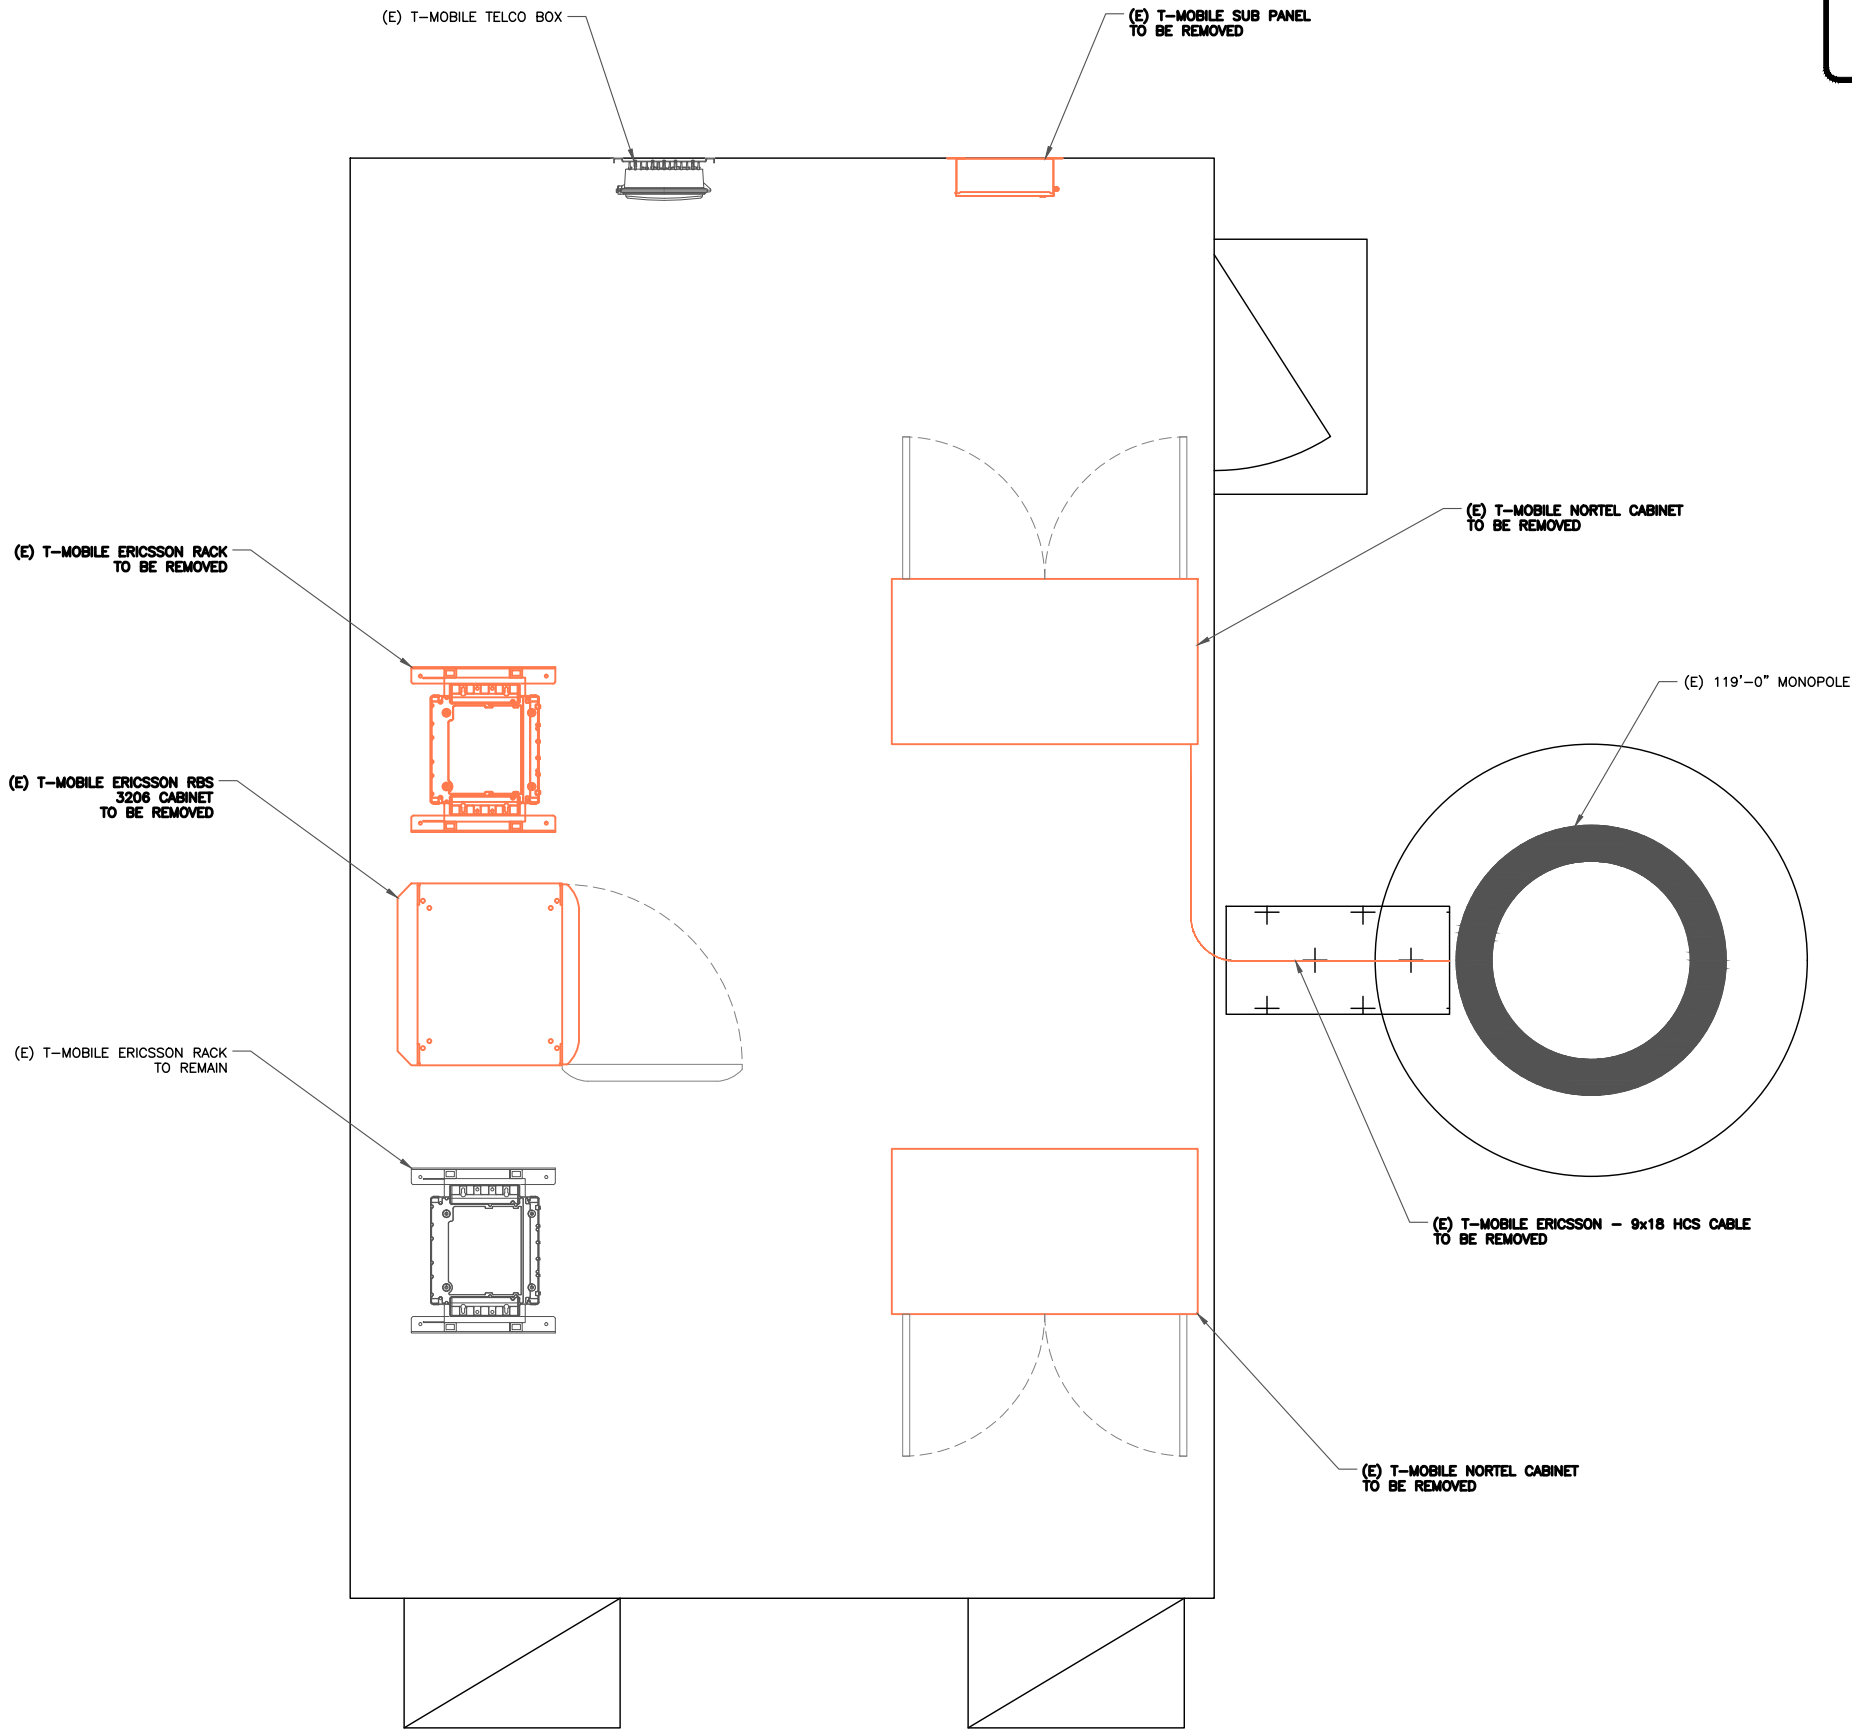 (E) T-MOBILE TELCO BOX
(E) T-MOBILE SUB PANEL
TO BE REMOVED
(E) T-MOBILE NORTEL CABINET
TO BE REMOVED
(E) T-MOBILE ERICSSON RACK
TO BE REMOVED
(E) 119'-0" MONOPOLE
(E) T-MOBILE ERICSSON RBS
3206 CABINET
TO BE REMOVED
(E) T-MOBILE ERICSSON RACK
TO REMAIN
(E) T-MOBILE ERICSSON - 9x18 HCS CABLE
TO BE REMOVED
(E) T-MOBILE NORTEL CABINET
TO BE REMOVED